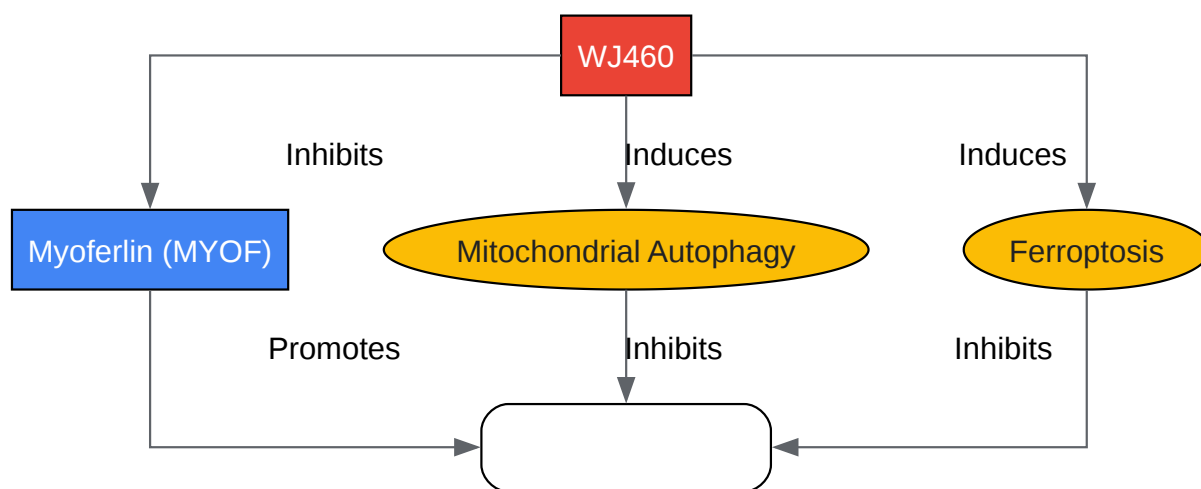 WJ460
Inhibits
Induces
Induces
Myoferlin (MYOF)
Mitochondrial Autophagy
Ferroptosis
Promotes
Inhibits
Inhibits